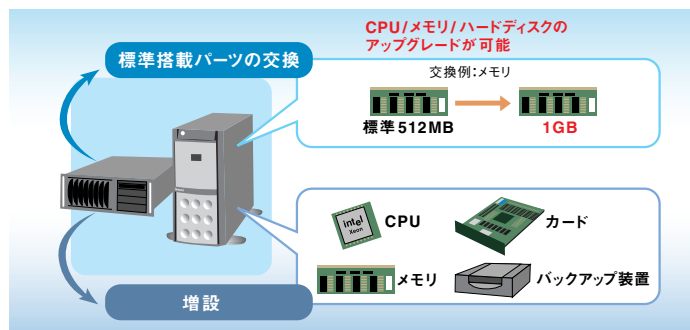 CPU/メモリ/ハードディスクの
アップグレードが可能
標準搭載パーツの交換
交換例:メモリ
標準512MB
1GB
intel
Xeon
CPU
カード
メモリ
バックアップ装置
増設